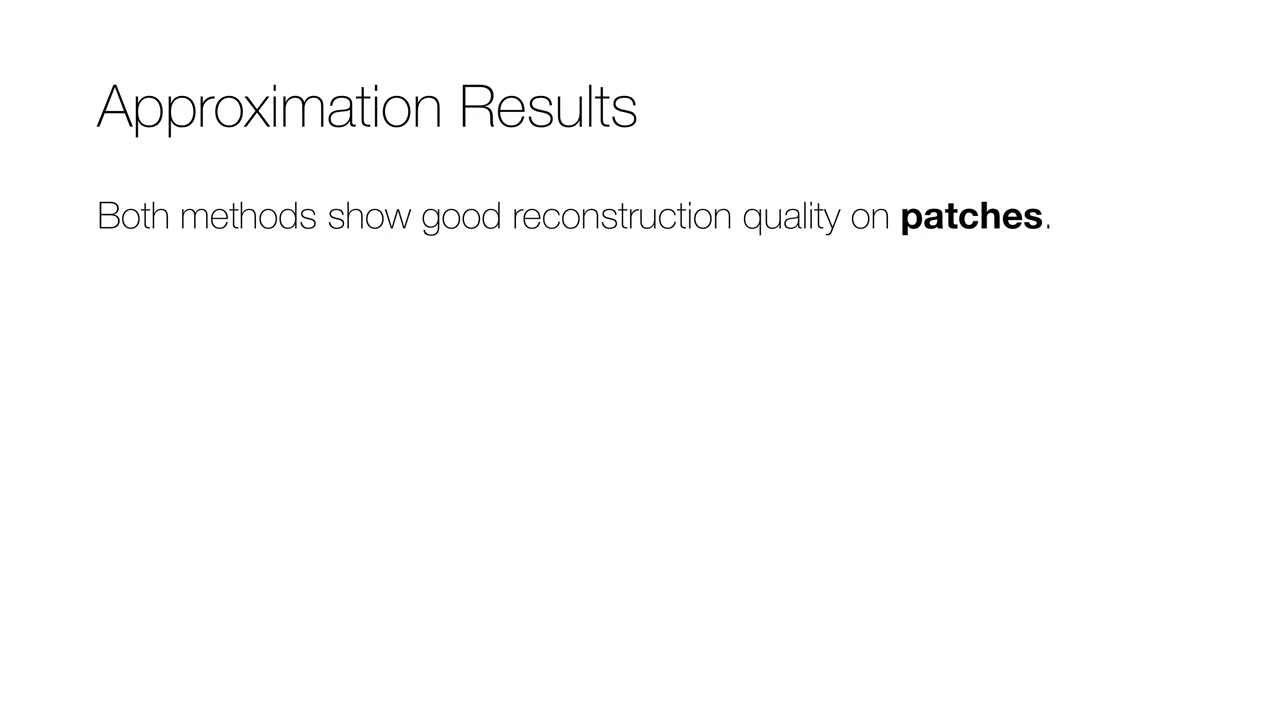 Approximation Results
Both methods show good reconstruction quality on patches.